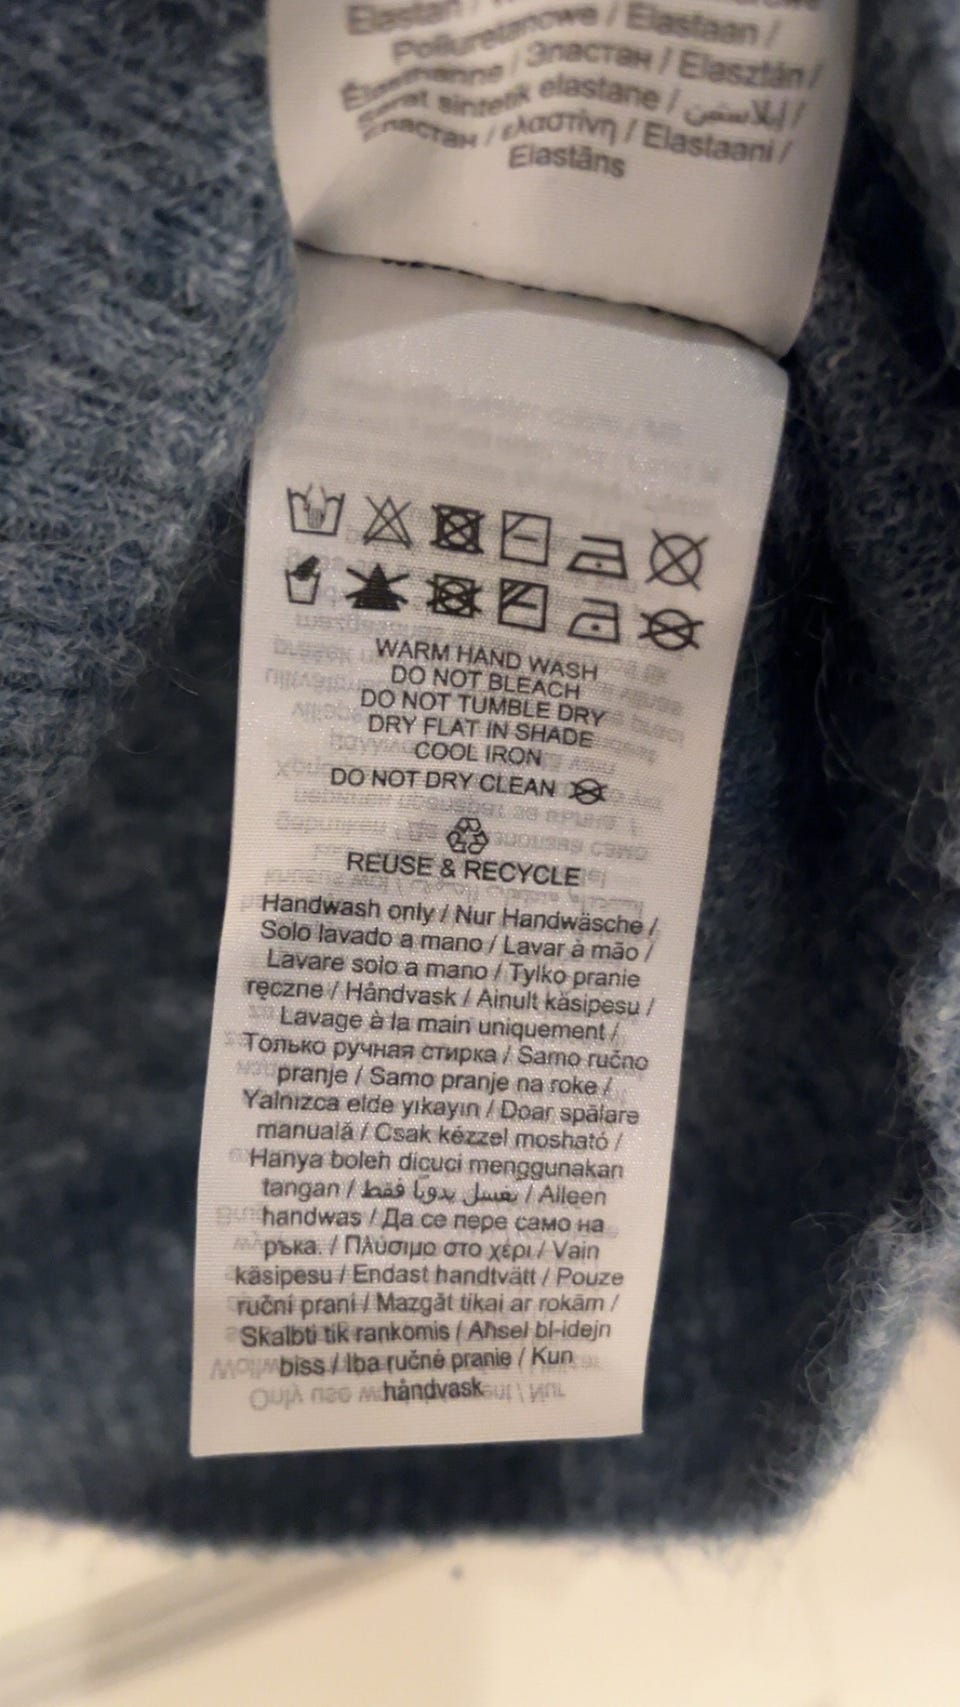 Elastan /
Poliuretanowe / Elastaan /
Élasthanne / Эластан / Elasztán /
Serat sintetik elastane / إيلاستين /
Еластан / ελαστίνη / Elastaani /
Elastāns
WARM HAND WASH
DO NOT BLEACH
DO NOT TUMBLE DRY
DRY FLAT IN SHADE
COOL IRON
DO NOT DRY CLEAN
REUSE & RECYCLE
Handwash only / Nur Handwäsche /
Solo lavado a mano / Lavar à mão /
Lavare solo a mano / Tylko pranie
ręczne / Håndvask / Ainult käsipesu /
Lavage à la main uniquement /
Только ручная стирка / Samo ručno
pranje / Samo pranje na roke /
Yalnızca elde yıkayın / Doar spălare
manuală / Csak kézzel mosható /
Hanya boleh dicuci menggunakan
tangan / تغسل يدويًا فقط / Alleen
handwas / Да се пере само на
ръка. / Πλύσιμο στο χέρι / Vain
käsipesu / Endast handtvätt / Pouze
ruční praní / Mazgāt tikai ar rokām /
Skalbti tik rankomis / Aħsel bl-idejn
biss / Iba ručné pranie / Kun
håndvask